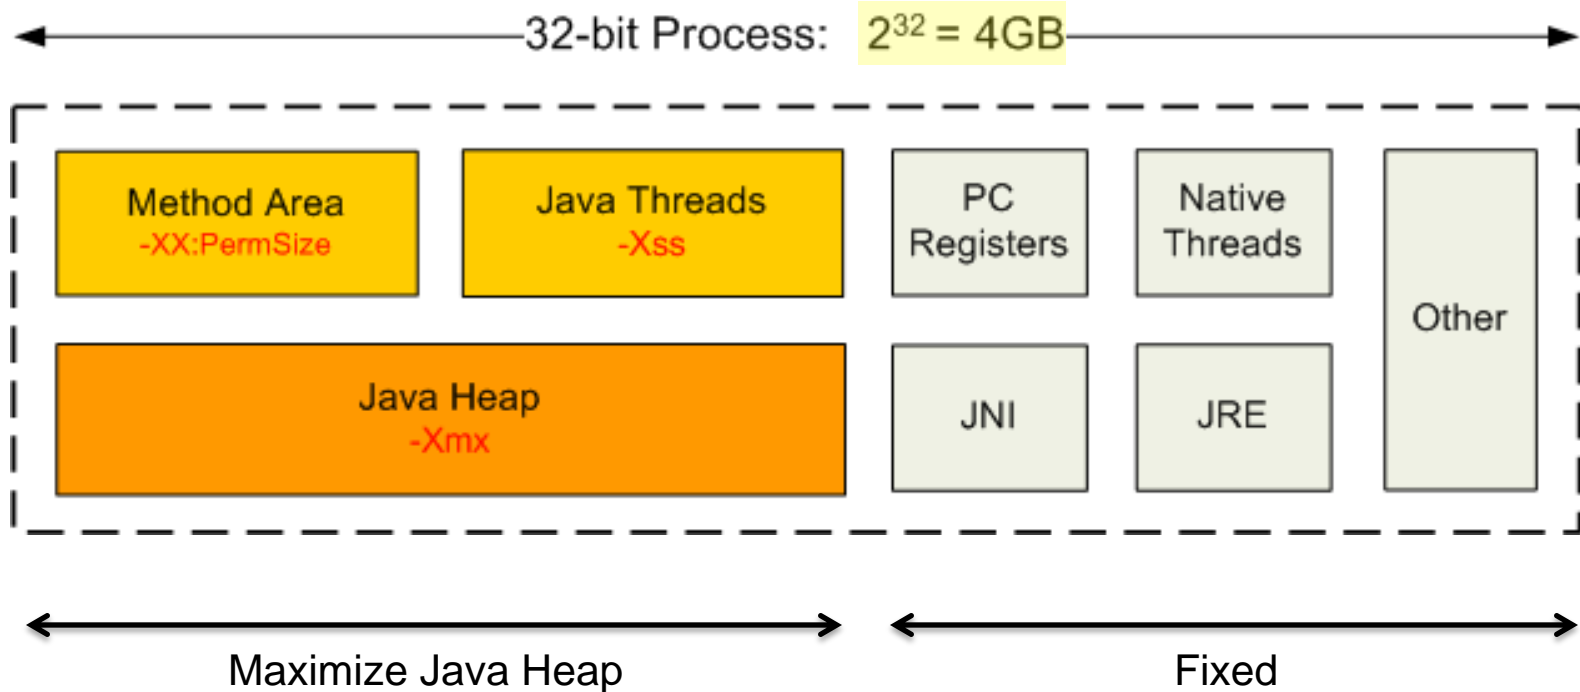 32-bit Process: 2³² = 4GB
Method Area
-XX:PermSize
Java Threads
-Xss
PC
Registers
Native
Threads
Other
Java Heap
-Xmx
JNI
JRE
Maximize Java Heap
Fixed